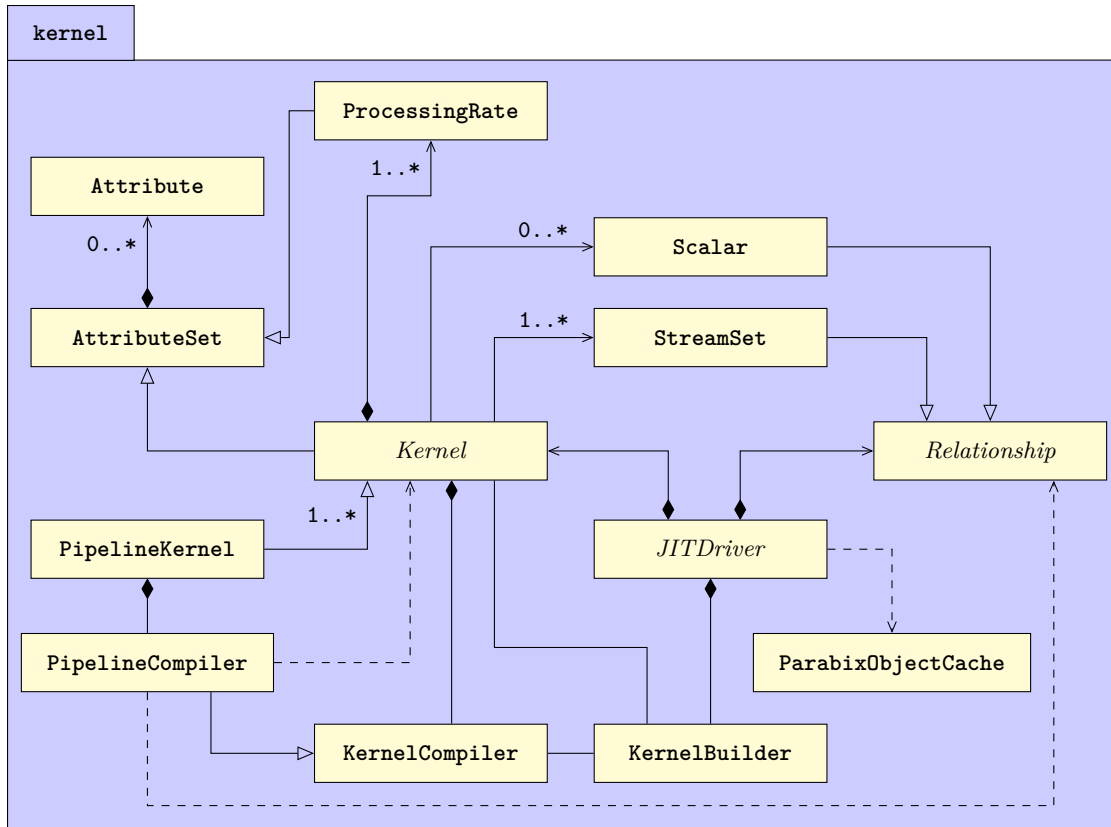 kernel
ProcessingRate
1..*
Attribute
0..*
0..*
Scalar
AttributeSet
1..*
StreamSet
Kernel
Relationship
1..*
PipelineKernel
JITDriver
PipelineCompiler
ParabixObjectCache
KernelCompiler
KernelBuilder